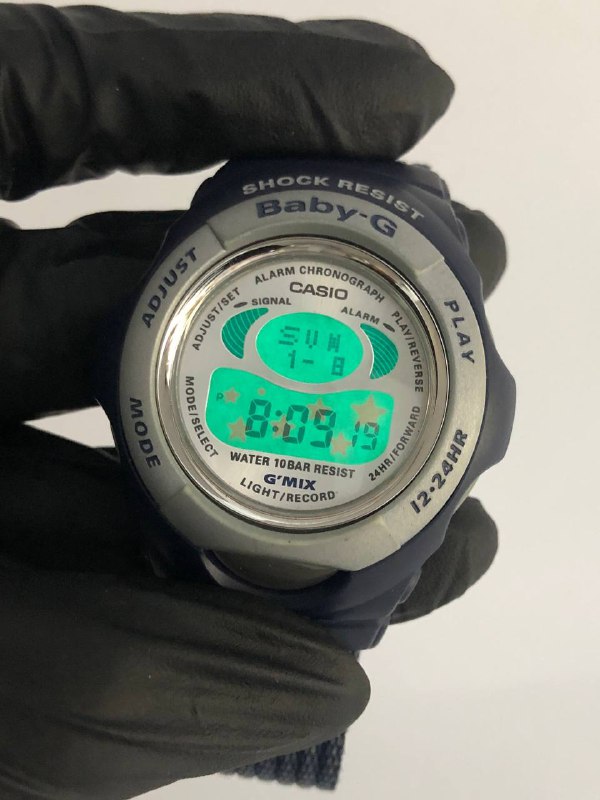 SHOCK RESIST
Baby-G
ADJUST
PLAY
MODE
12·24HR
ALARM CHRONOGRAPH
CASIO
ADJUST/SET
SIGNAL
ALARM
PLAY/REVERSE
SUN
1- 8
P
8:09 19
MODE/SELECT
24HR/FORWARD
WATER 10BAR RESIST
G'MIX
LIGHT/RECORD